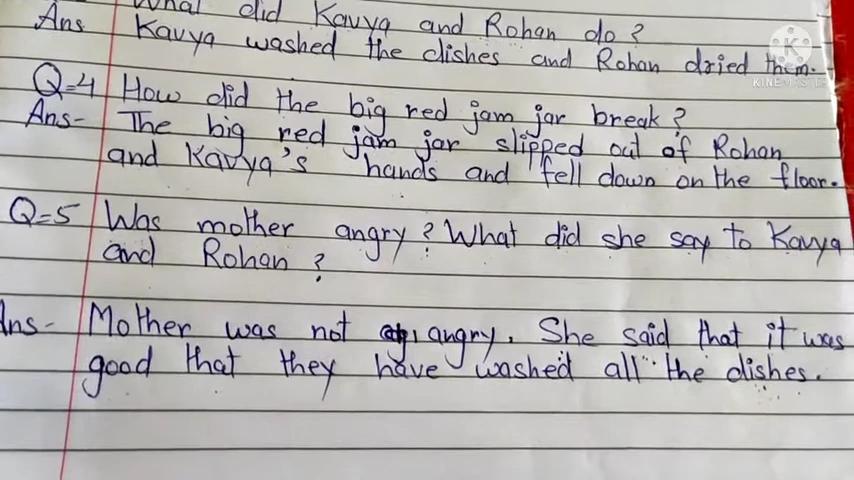 What did Kavya and Rohan do?
Ans Kavya washed the dishes and Rohan dried them.
Q=4 How did the big red jam jar break?
Ans- The big red jam jar slipped out of Rohan
and Kavya's hands and fell down on the floor.
Q=5 Was mother angry? What did she say to Kavya
and Rohan?
Ans- Mother was not angry. She said that it was
good that they have washed all the dishes.
K
KINEMASTER